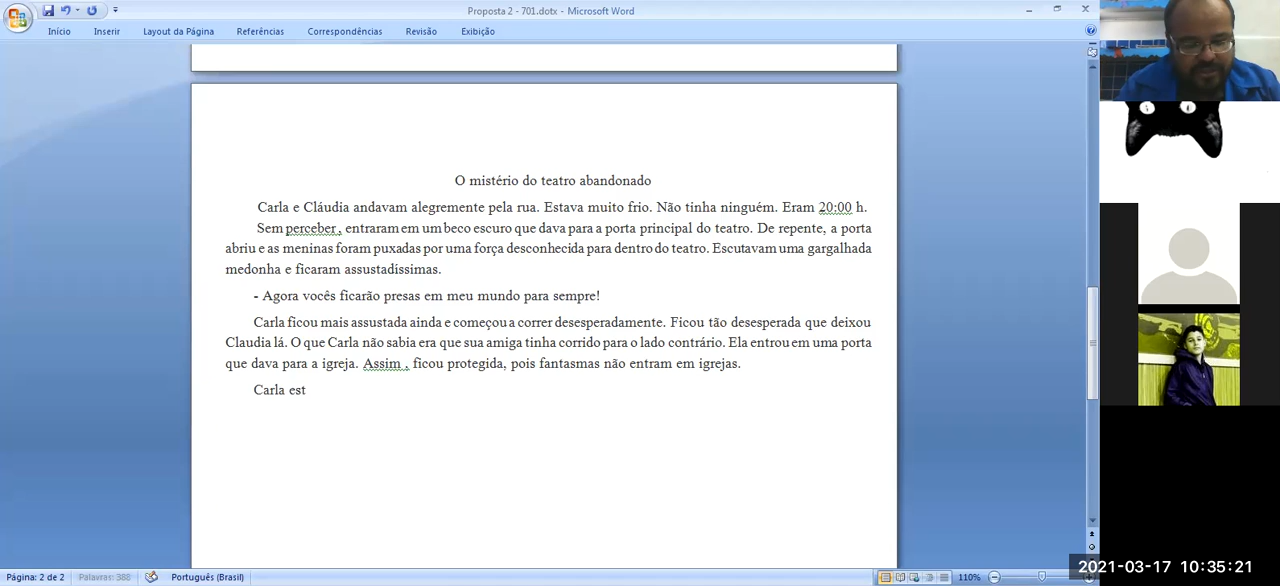 Proposta 2 - 701.dotx - Microsoft Word
Início Inserir Layout da Página Referências Correspondências Revisão Exibição
O mistério do teatro abandonado
Carla e Cláudia andavam alegremente pela rua. Estava muito frio. Não tinha ninguém. Eram 20:00 h.
Sem perceber , entraram em um beco escuro que dava para a porta principal do teatro. De repente, a porta
abriu e as meninas foram puxadas por uma força desconhecida para dentro do teatro. Escutavam uma gargalhada
medonha e ficaram assustadissimas.
- Agora vocês ficarão presas em meu mundo para sempre!
Carla ficou mais assustada ainda e começou a correr desesperadamente. Ficou tão desesperada que deixou
Claudia lá. O que Carla não sabia era que sua amiga tinha corrido para o lado contrário. Ela entrou em uma porta
que dava para a igreja. Assim , ficou protegida, pois fantasmas não entram em igrejas.
Carla est
Página: 2 de 2 Palavras: 388 Português (Brasil) 110%
2021-03-17 10:35:21